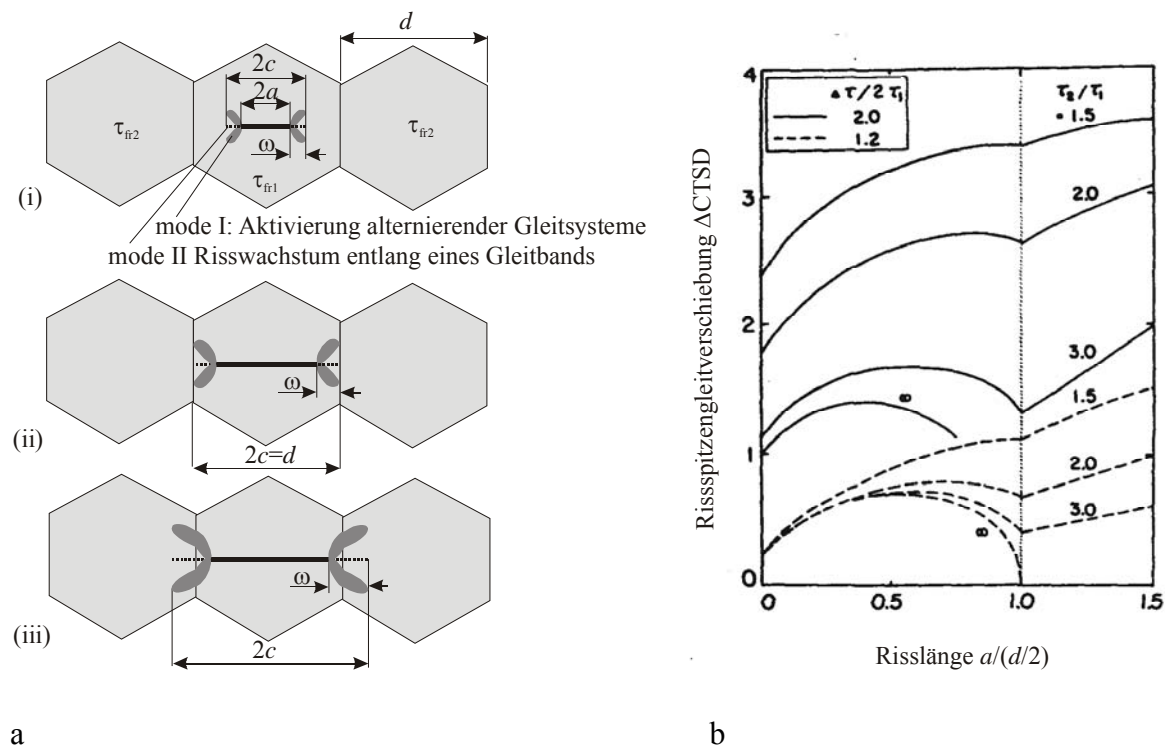 d
2c
2a
τfr2
τfr2
ω
τfr1
(i)
mode I: Aktivierung alternierender Gleitsysteme
mode II Risswachstum entlang eines Gleitbands
ω
(ii)
2c=d
ω
(iii)
2c
a
Rissspitzengleitverschiebung ΔCTSD
4
3
2
1
0
Δτ/2τ1
2.0
1.2
τ2/τ1
1.5
2.0
3.0
∞
1.5
2.0
3.0
∞
0
0.5
1.0
1.5
Risslänge a/(d/2)
b